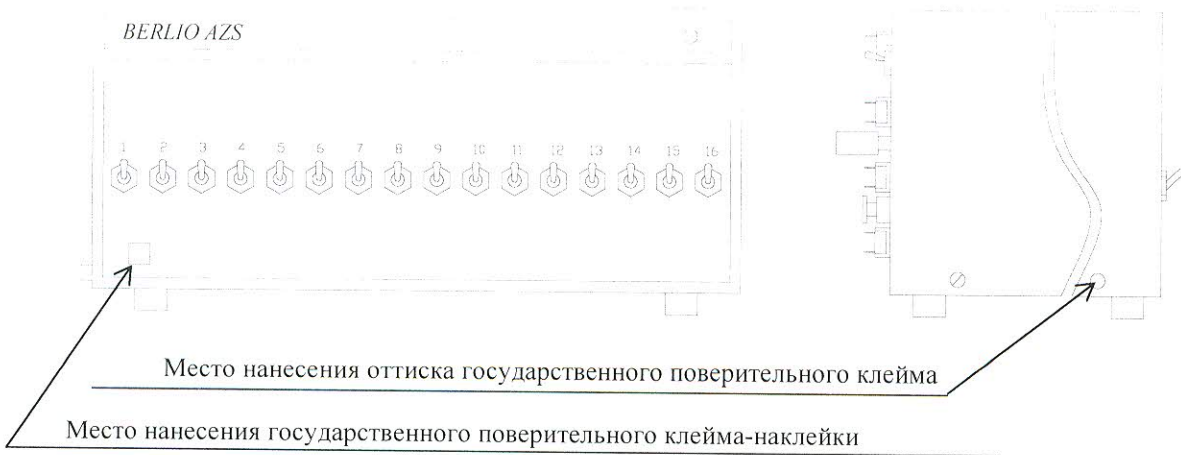 BERLIO AZS
1 2 3 4 5 6 7 8 9 10 11 12 13 14 15 16
Место нанесения оттиска государственного поверительного клейма
Место нанесения государственного поверительного клейма-наклейки